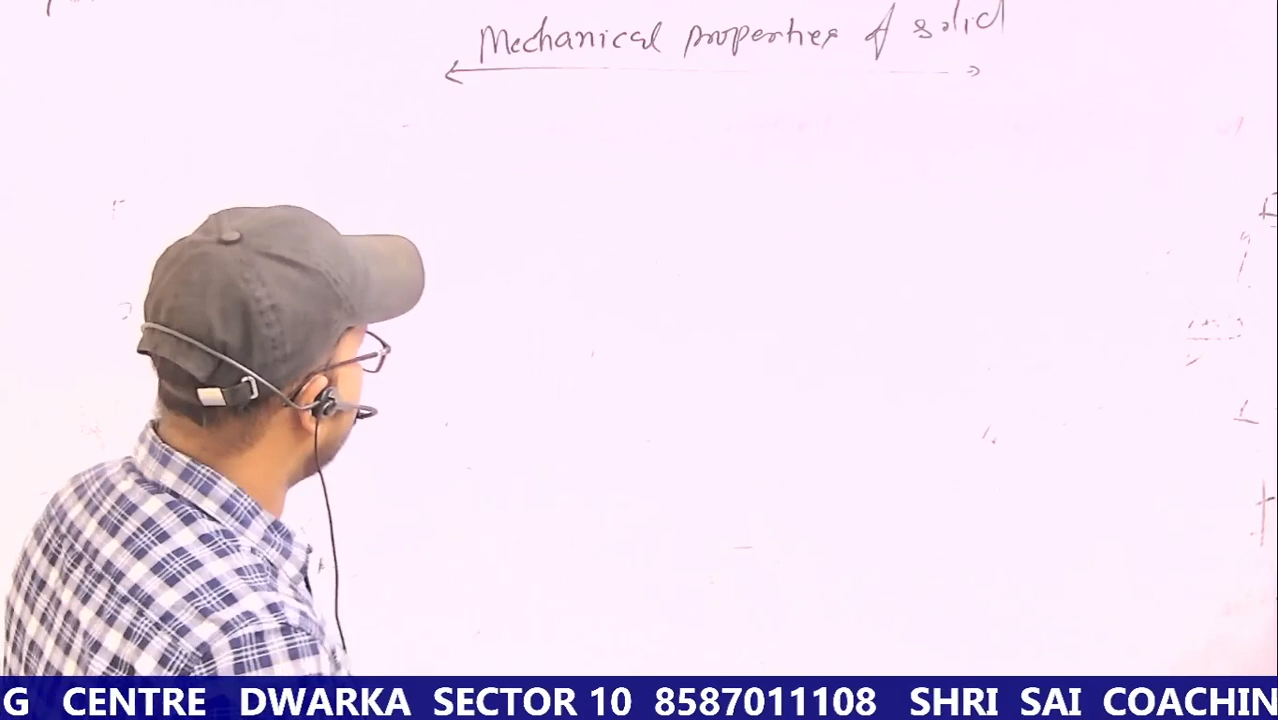 Mechanical properties of solid
G CENTRE DWARKA SECTOR 10 8587011108 SHRI SAI COACHIN